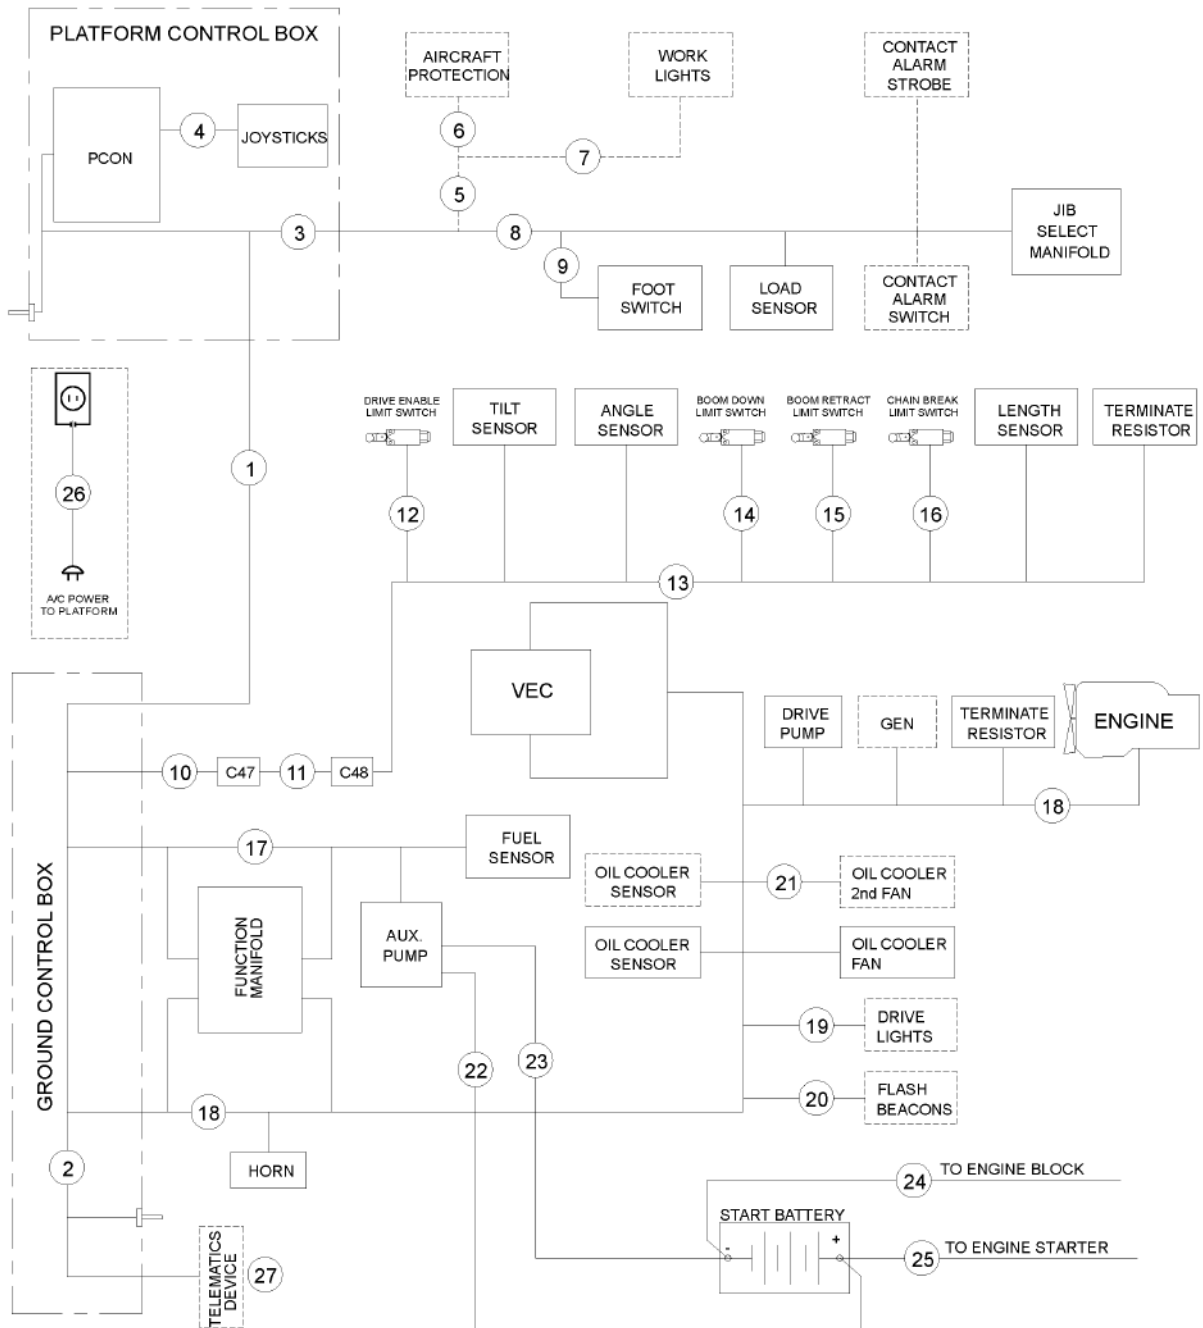 PLATFORM CONTROL BOX
PCON
4
JOYSTICKS
3
AIRCRAFT
PROTECTION
6
5
WORK
LIGHTS
7
CONTACT
ALARM
STROBE
8
9
FOOT
SWITCH
LOAD
SENSOR
CONTACT
ALARM
SWITCH
JIB
SELECT
MANIFOLD
26
A/C POWER
TO PLATFORM
1
DRIVE ENABLE
LIMIT SWITCH
12
TILT
SENSOR
ANGLE
SENSOR
BOOM DOWN
LIMIT SWITCH
14
BOOM RETRACT
LIMIT SWITCH
15
CHAIN BREAK
LIMIT SWITCH
16
LENGTH
SENSOR
TERMINATE
RESISTOR
13
VEC
DRIVE
PUMP
GEN
TERMINATE
RESISTOR
ENGINE
18
GROUND CONTROL BOX
10
C47
11
C48
17
FUEL
SENSOR
FUNCTION
MANIFOLD
AUX.
PUMP
OIL COOLER
SENSOR
21
OIL COOLER
2nd FAN
OIL COOLER
SENSOR
OIL COOLER
FAN
19
DRIVE
LIGHTS
20
FLASH
BEACONS
22
23
18
HORN
2
TELEMATICS
DEVICE
27
24
TO ENGINE BLOCK
START BATTERY
-
+
25
TO ENGINE STARTER